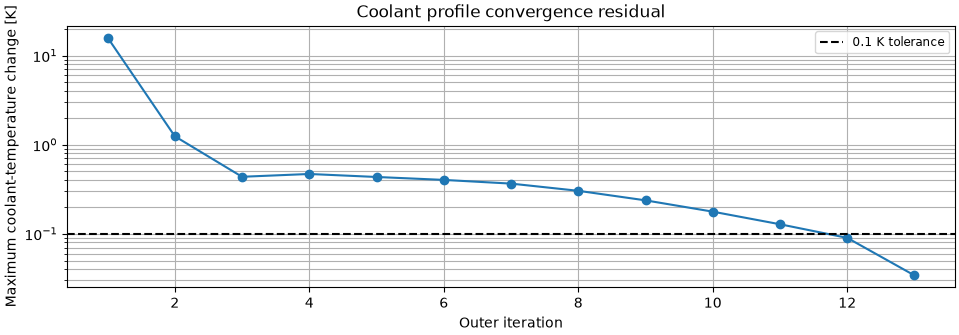 Coolant profile convergence residual
Maximum coolant-temperature change [K]
10¹
10⁰
10⁻¹
0.1 K tolerance
2 4 6 8 10 12
Outer iteration